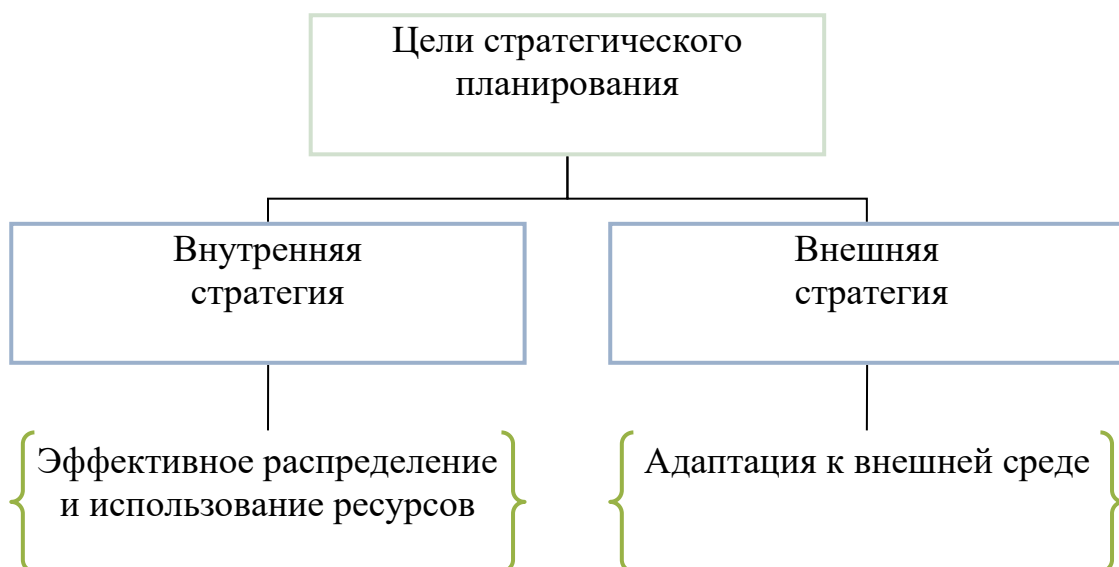 Цели стратегического
планирования
Внутренняя
стратегия
Внешняя
стратегия
Эффективное распределение
и использование ресурсов
Адаптация к внешней среде